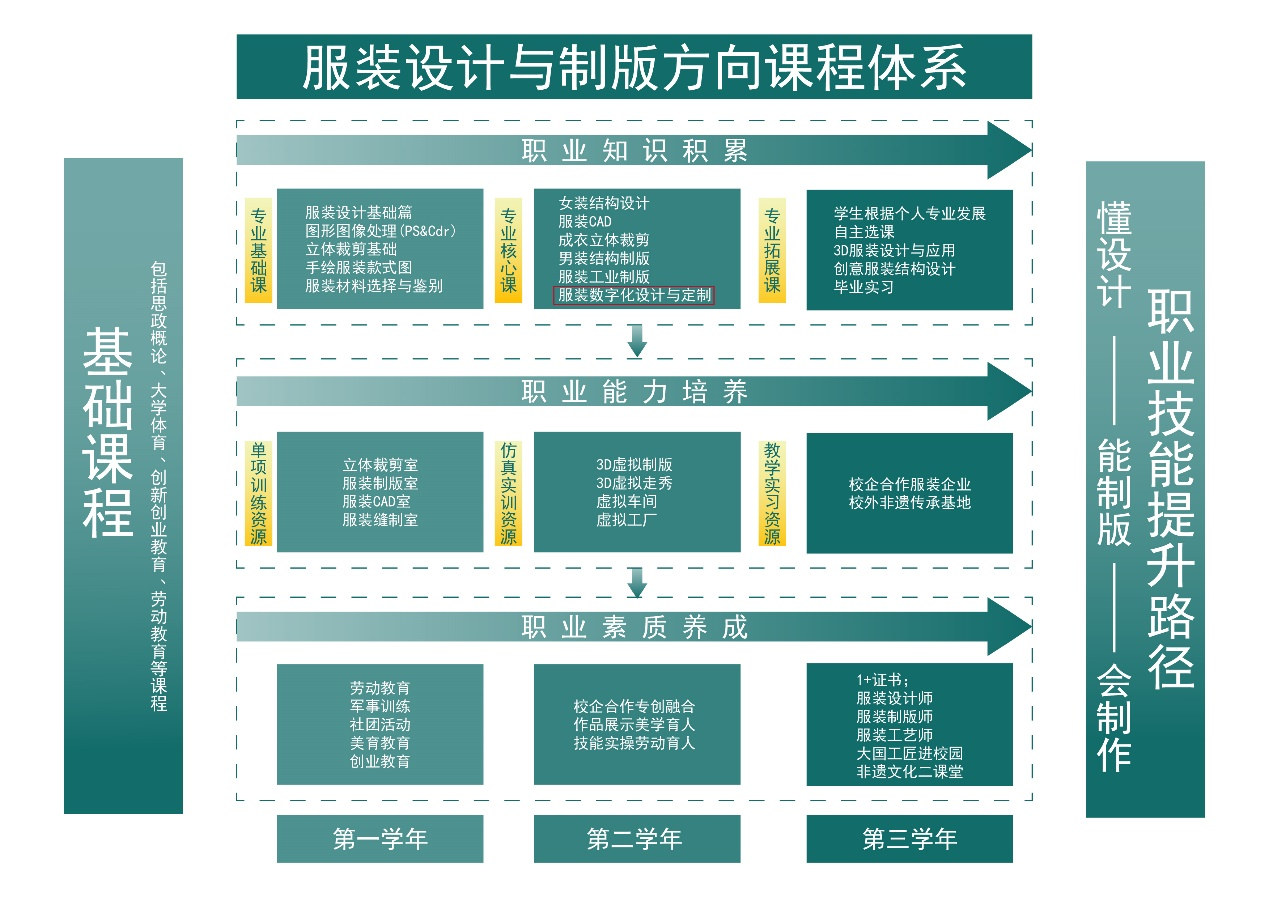 服装设计与制版方向课程体系
基础课程
包括思政概论、大学体育、创新创业教育、劳动教育等课程
职业知识积累
专业基础课
服装设计基础篇
图形图像处理(PS&Cdr)
立体裁剪基础
手绘服装款式图
服装材料选择与鉴别
专业核心课
女装结构设计
服装CAD
成衣立体裁剪
男装结构制版
服装工业制版
服装数字化设计与定制
专业拓展课
学生根据个人专业发展
自主选课
3D服装设计与应用
创意服装结构设计
毕业实习
职业能力培养
单项训练资源
立体裁剪室
服装制版室
服装CAD室
服装缝制室
仿真实训资源
3D虚拟制版
3D虚拟走秀
虚拟车间
虚拟工厂
教学实习资源
校企合作服装企业
校外非遗传承基地
职业素质养成
劳动教育
军事训练
社团活动
美育教育
创业教育
校企合作专创融合
作品展示美学育人
技能实操劳动育人
1+证书；
服装设计师
服装制版师
服装工艺师
大国工匠进校园
非遗文化二课堂
第一学年
第二学年
第三学年
懂设计——能制版——会制作
职业技能提升路径